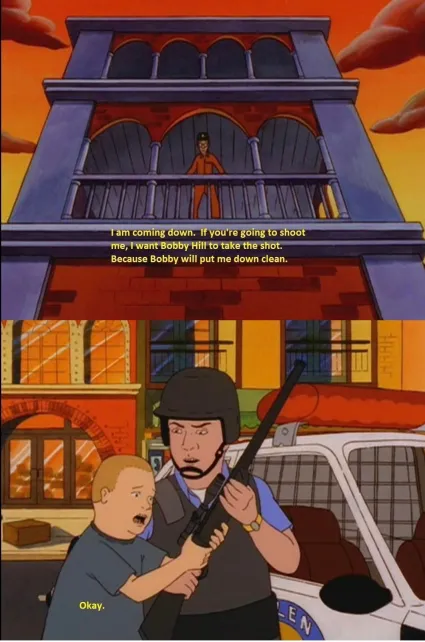 I am coming down.  If you're going to shoot
me, I want Bobby Hill to take the shot.
Because Bobby will put me down clean.
Okay.
LEN